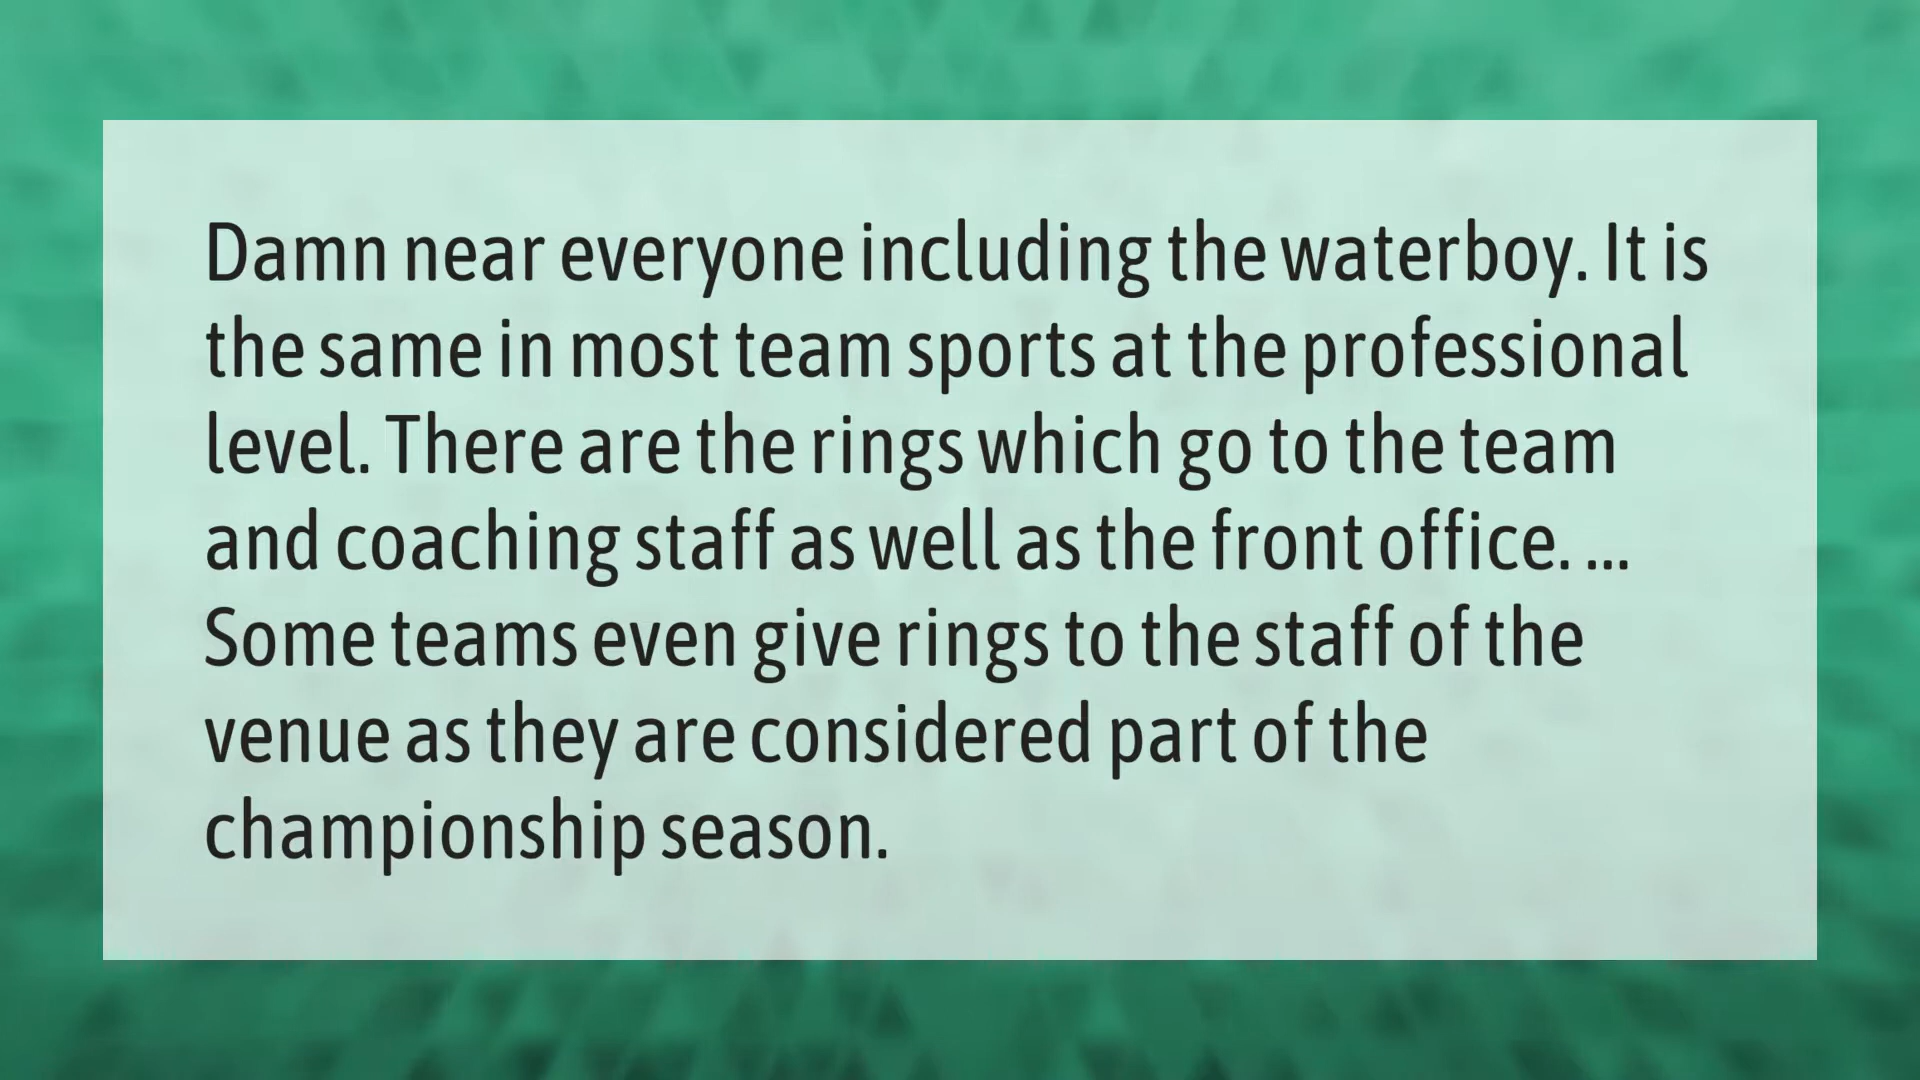 Damn near everyone including the waterboy. It is
the same in most team sports at the professional
level. There are the rings which go to the team
and coaching staff as well as the front office. ...
Some teams even give rings to the staff of the
venue as they are considered part of the
championship season.